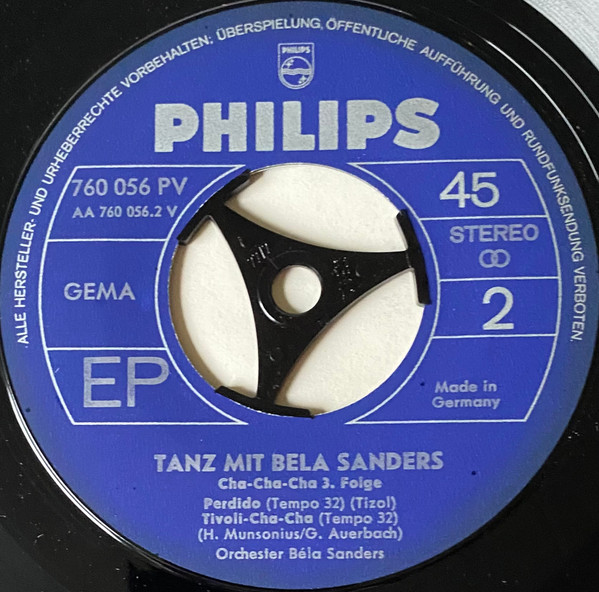 ALLE HERSTELLER- UND URHEBERRECHTE VORBEHALTEN; ÜBERSPIELUNG, ÖFFENTLICHE AUFFÜHRUNG UND RUNDFUNKSENDUNG VERBOTEN.
PHILIPS
PHILIPS
760 056 PV
AA 760 056.2 V
45
STEREO
GEMA
2
EP
Made in
Germany
TANZ MIT BELA SANDERS
Cha-Cha-Cha 3. Folge
Perdido (Tempo 32) (Tizol)
Tivoli-Cha-Cha (Tempo 32)
(H. Munsonius/G. Auerbach)
Orchester Béla Sanders